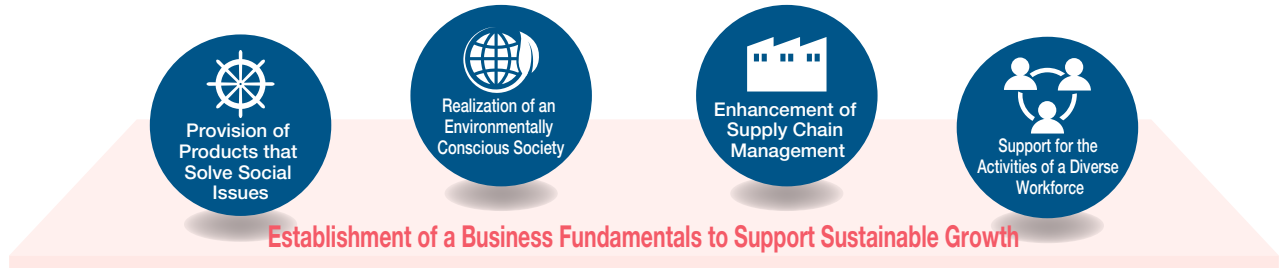 Provision of
Products that
Solve Social
Issues
Realization of an
Environmentally
Conscious Society
Enhancement of
Supply Chain
Management
Support for the
Activities of a Diverse
Workforce
Establishment of a Business Fundamentals to Support Sustainable Growth